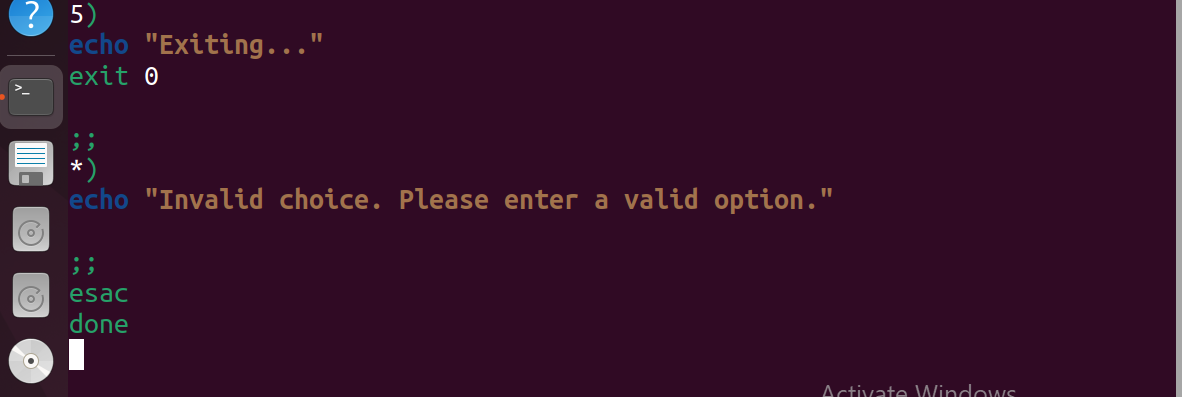 5)
echo "Exiting..."
exit 0
;;
*)
echo "Invalid choice. Please enter a valid option."
;;
esac
done
Activate Windows